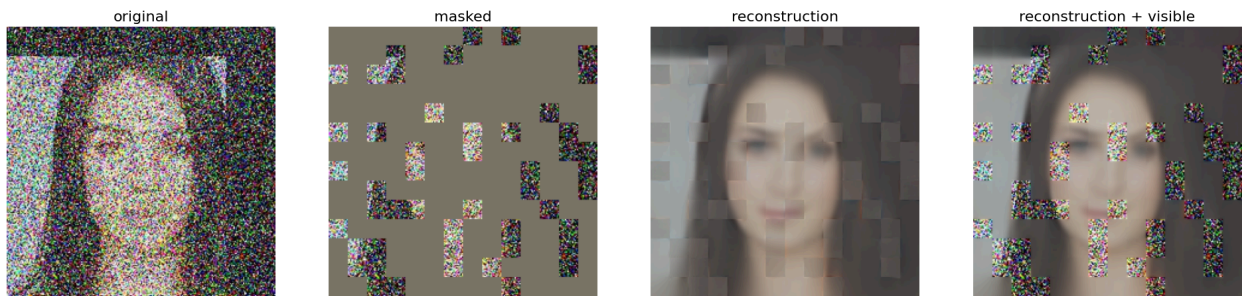 original
masked
reconstruction
reconstruction + visible